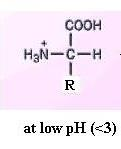 COOH
+
H₃N—C—H
R
at low pH (<3)